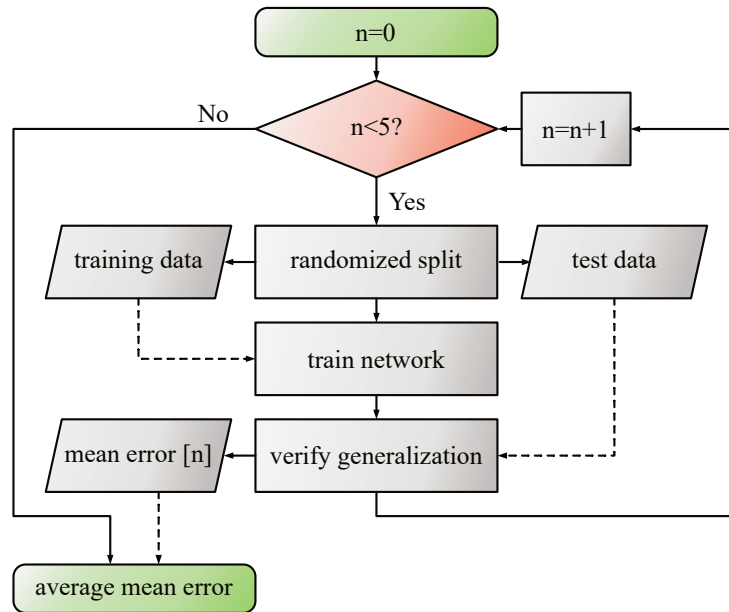 n=0
No
n<5?
n=n+1
Yes
training data
randomized split
test data
train network
mean error [n]
verify generalization
average mean error